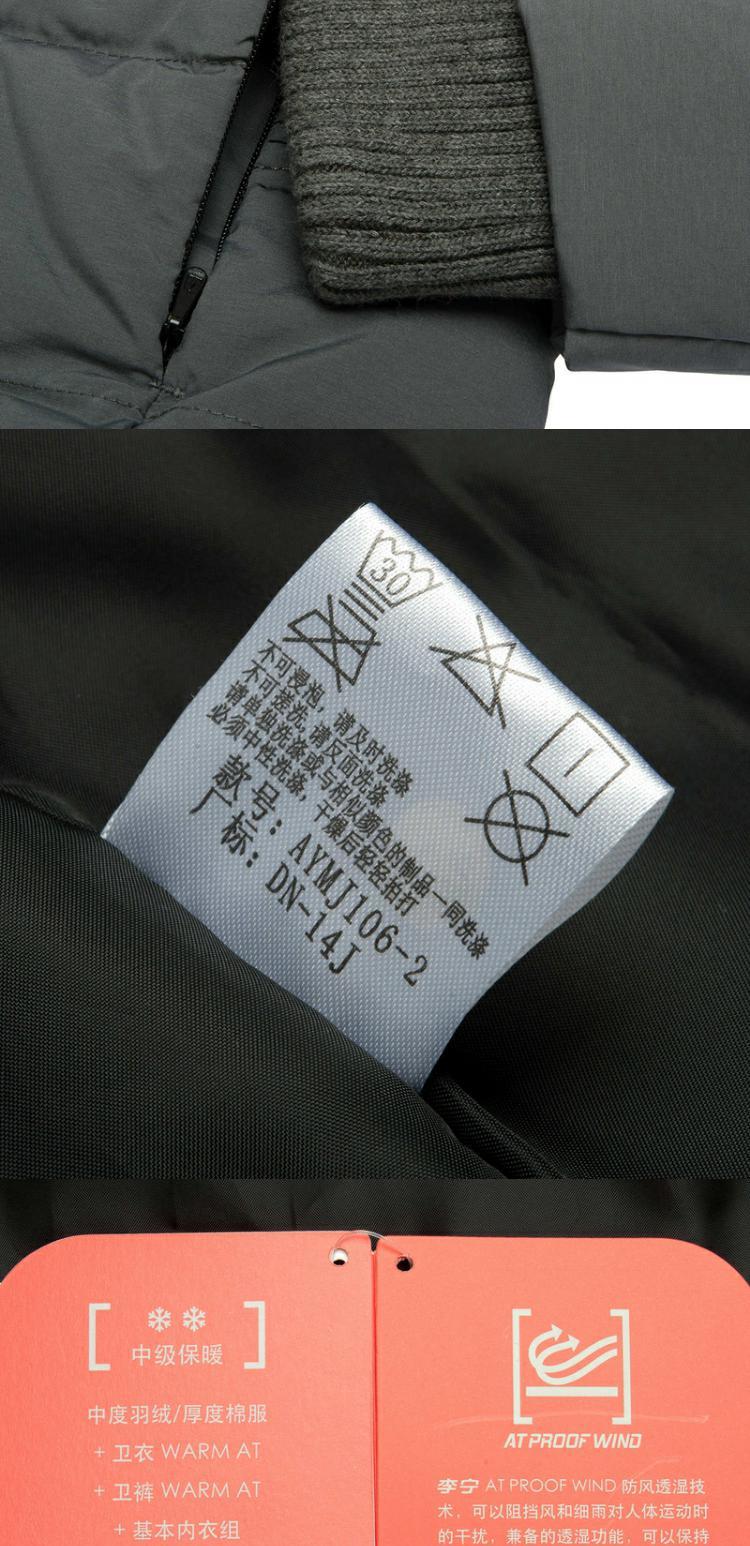 30
不可浸泡，请及时洗涤
不可搓洗，请反面洗涤
请单独洗涤或与相似颜色的制品一同洗涤
必须中性洗涤，干燥后轻轻拍打
款号：AYMJ106-2
厂标：DN-14J
中级保暖
中度羽绒/厚度棉服
+ 卫衣 WARM AT
+ 卫裤 WARM AT
+ 基本内衣组
AT PROOF WIND
李宁 AT PROOF WIND 防风透湿技
术，可以阻挡风和细雨对人体运动时
的干扰，兼备的透湿功能，可以保持